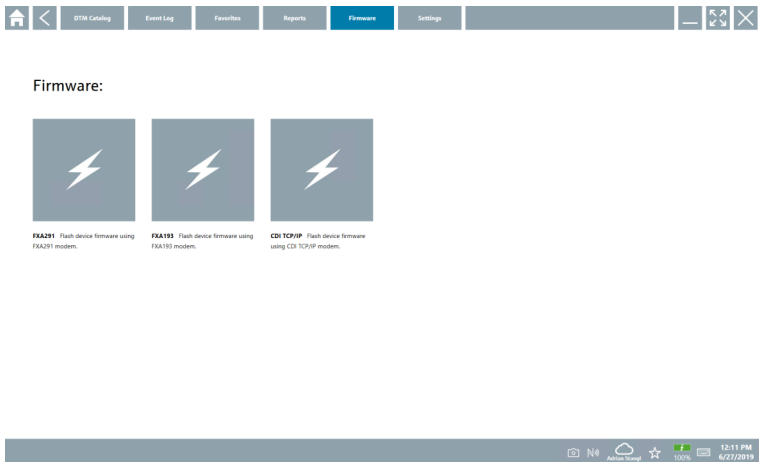 DTM Catalog
Event Log
Favorites
Reports
Firmware
Settings
Firmware:
FXA291 Flash device firmware using
FXA291 modem.
FXA193 Flash device firmware using
FXA193 modem.
CDI TCP/IP Flash device firmware
using CDI TCP/IP modem.
Adrian Stangl
100%
12:11 PM
6/27/2019